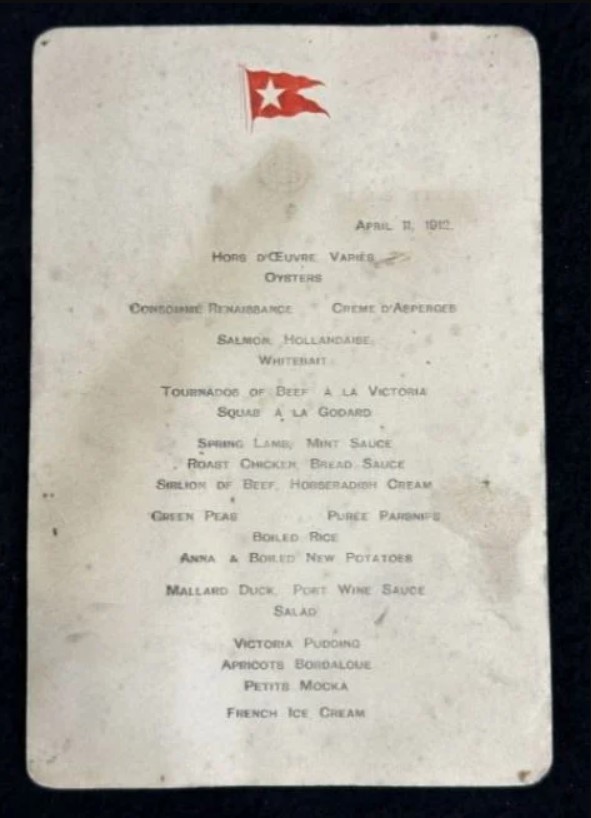 APRIL 11, 1912.
HORS D'ŒUVRE VARIÉS
OYSTERS
CONSOMMÉ RENAISSANCE CREME D'ASPERGES
SALMON, HOLLANDAISE
WHITEBAIT
TOURNADOS OF BEEF À LA VICTORIA
SQUAB À LA GODARD
SPRING LAMB, MINT SAUCE
ROAST CHICKEN, BREAD SAUCE
SIRLION OF BEEF, HORSERADISH CREAM
GREEN PEAS PURÉE PARSNIPS
BOILED RICE
ANNA & BOILED NEW POTATOES
MALLARD DUCK, PORT WINE SAUCE
SALAD
VICTORIA PUDDING
APRICOTS BORDALOUE
PETITS MOCKA
FRENCH ICE CREAM